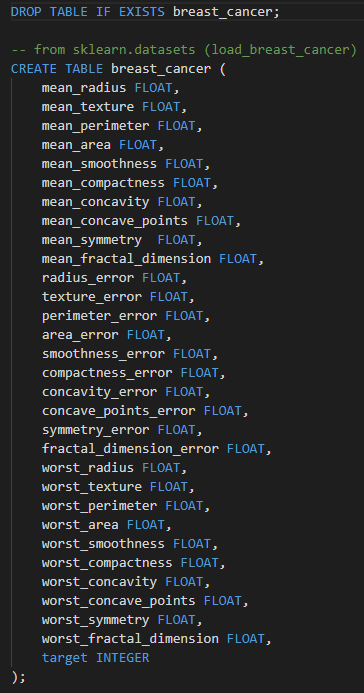 DROP TABLE IF EXISTS breast_cancer;
-- from sklearn.datasets (load_breast_cancer)
CREATE TABLE breast_cancer (
    mean_radius FLOAT,
    mean_texture FLOAT,
    mean_perimeter FLOAT,
    mean_area FLOAT,
    mean_smoothness FLOAT,
    mean_compactness FLOAT,
    mean_concavity FLOAT,
    mean_concave_points FLOAT,
    mean_symmetry  FLOAT,
    mean_fractal_dimension FLOAT,
    radius_error FLOAT,
    texture_error FLOAT,
    perimeter_error FLOAT,
    area_error FLOAT,
    smoothness_error FLOAT,
    compactness_error FLOAT,
    concavity_error FLOAT,
    concave_points_error FLOAT,
    symmetry_error FLOAT,
    fractal_dimension_error FLOAT,
    worst_radius FLOAT,
    worst_texture FLOAT,
    worst_perimeter FLOAT,
    worst_area FLOAT,
    worst_smoothness FLOAT,
    worst_compactness FLOAT,
    worst_concavity FLOAT,
    worst_concave_points FLOAT,
    worst_symmetry FLOAT,
    worst_fractal_dimension FLOAT,
    target INTEGER
);